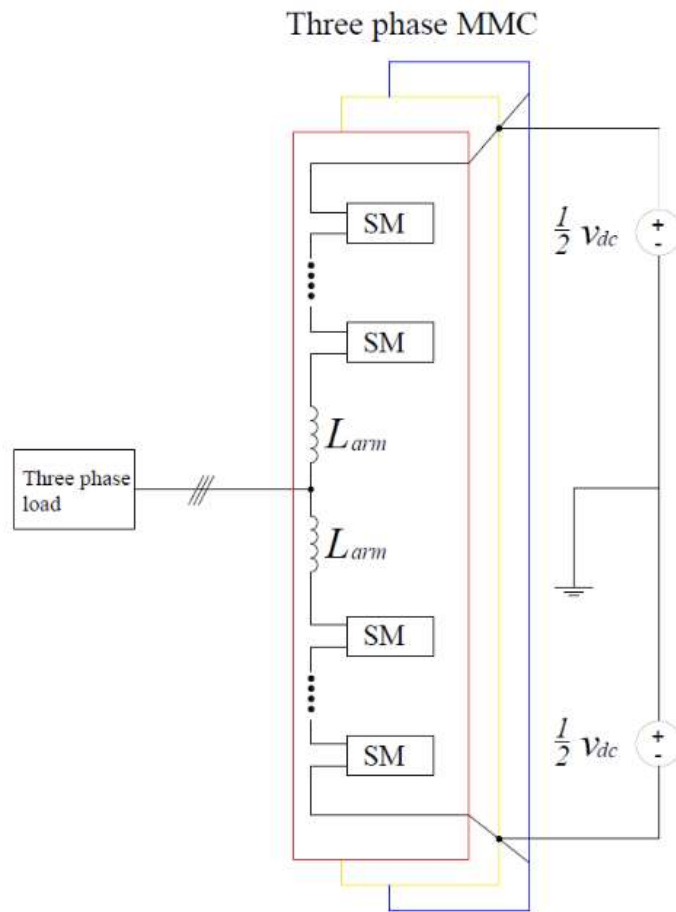 Three phase MMC
SM
+
½ vdc
-
SM
Larm
Three phase
load
Larm
SM
+
½ vdc
-
SM